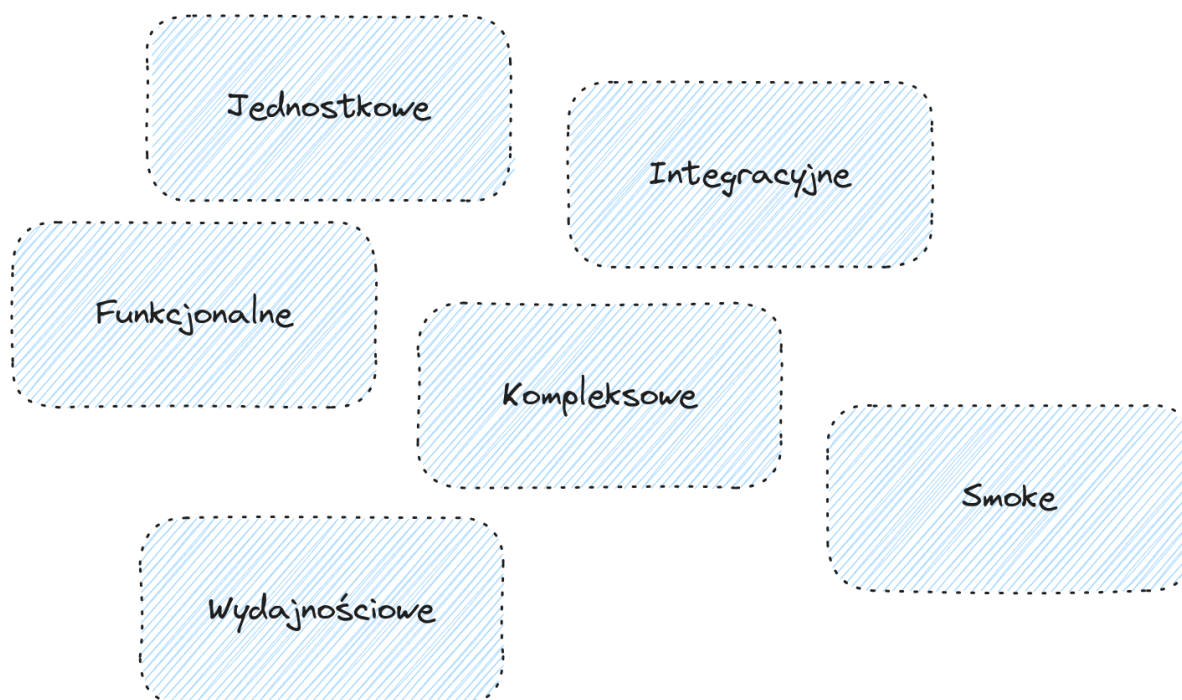 Jednostkowe
Integracyjne
Funkcjonalne
Kompleksowe
Smoke
Wydajnościowe